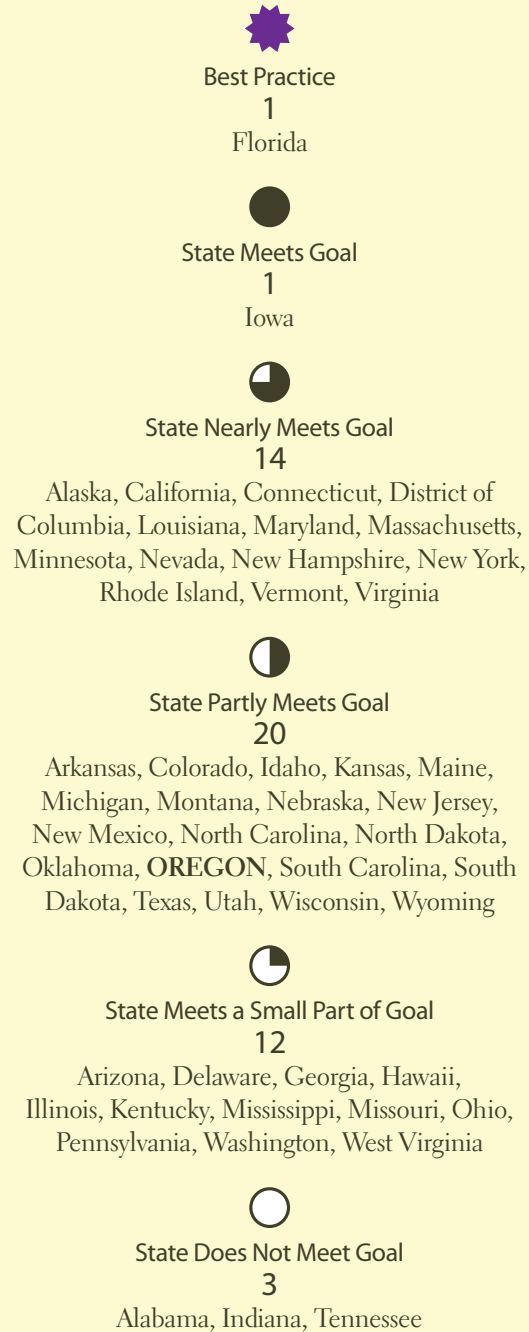 Best Practice
1
Florida
State Meets Goal
1
Iowa
State Nearly Meets Goal
14
Alaska, California, Connecticut, District of
Columbia, Louisiana, Maryland, Massachusetts,
Minnesota, Nevada, New Hampshire, New York,
Rhode Island, Vermont, Virginia
State Partly Meets Goal
20
Arkansas, Colorado, Idaho, Kansas, Maine,
Michigan, Montana, Nebraska, New Jersey,
New Mexico, North Carolina, North Dakota,
Oklahoma, OREGON, South Carolina, South
Dakota, Texas, Utah, Wisconsin, Wyoming
State Meets a Small Part of Goal
12
Arizona, Delaware, Georgia, Hawaii,
Illinois, Kentucky, Mississippi, Missouri, Ohio,
Pennsylvania, Washington, West Virginia
State Does Not Meet Goal
3
Alabama, Indiana, Tennessee